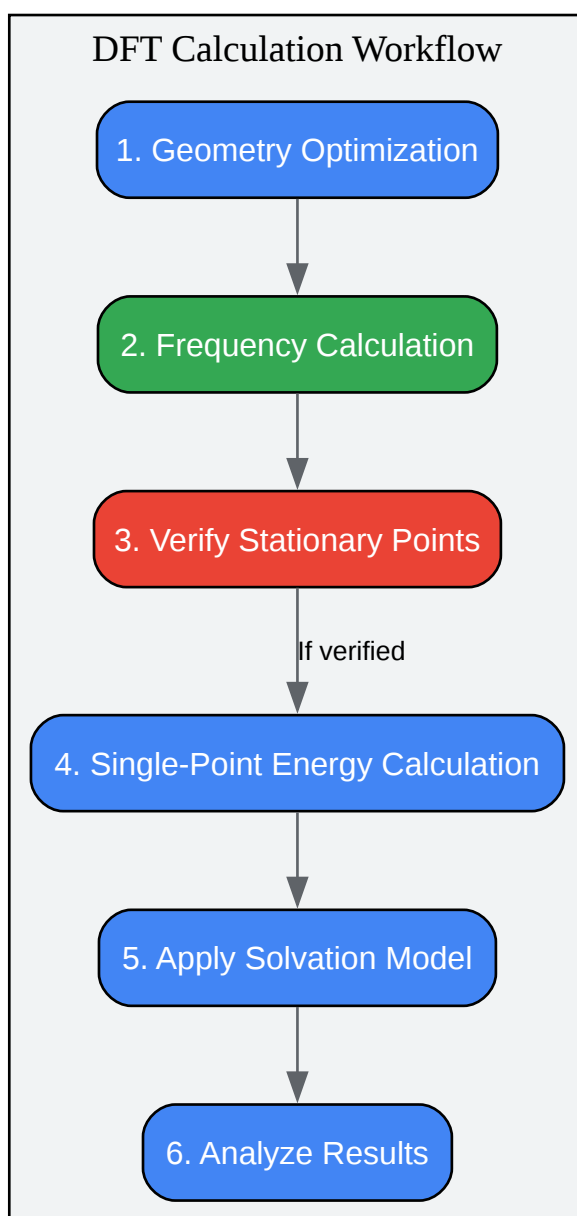 DFT Calculation Workflow
1. Geometry Optimization
2. Frequency Calculation
3. Verify Stationary Points
If verified
4. Single-Point Energy Calculation
5. Apply Solvation Model
6. Analyze Results